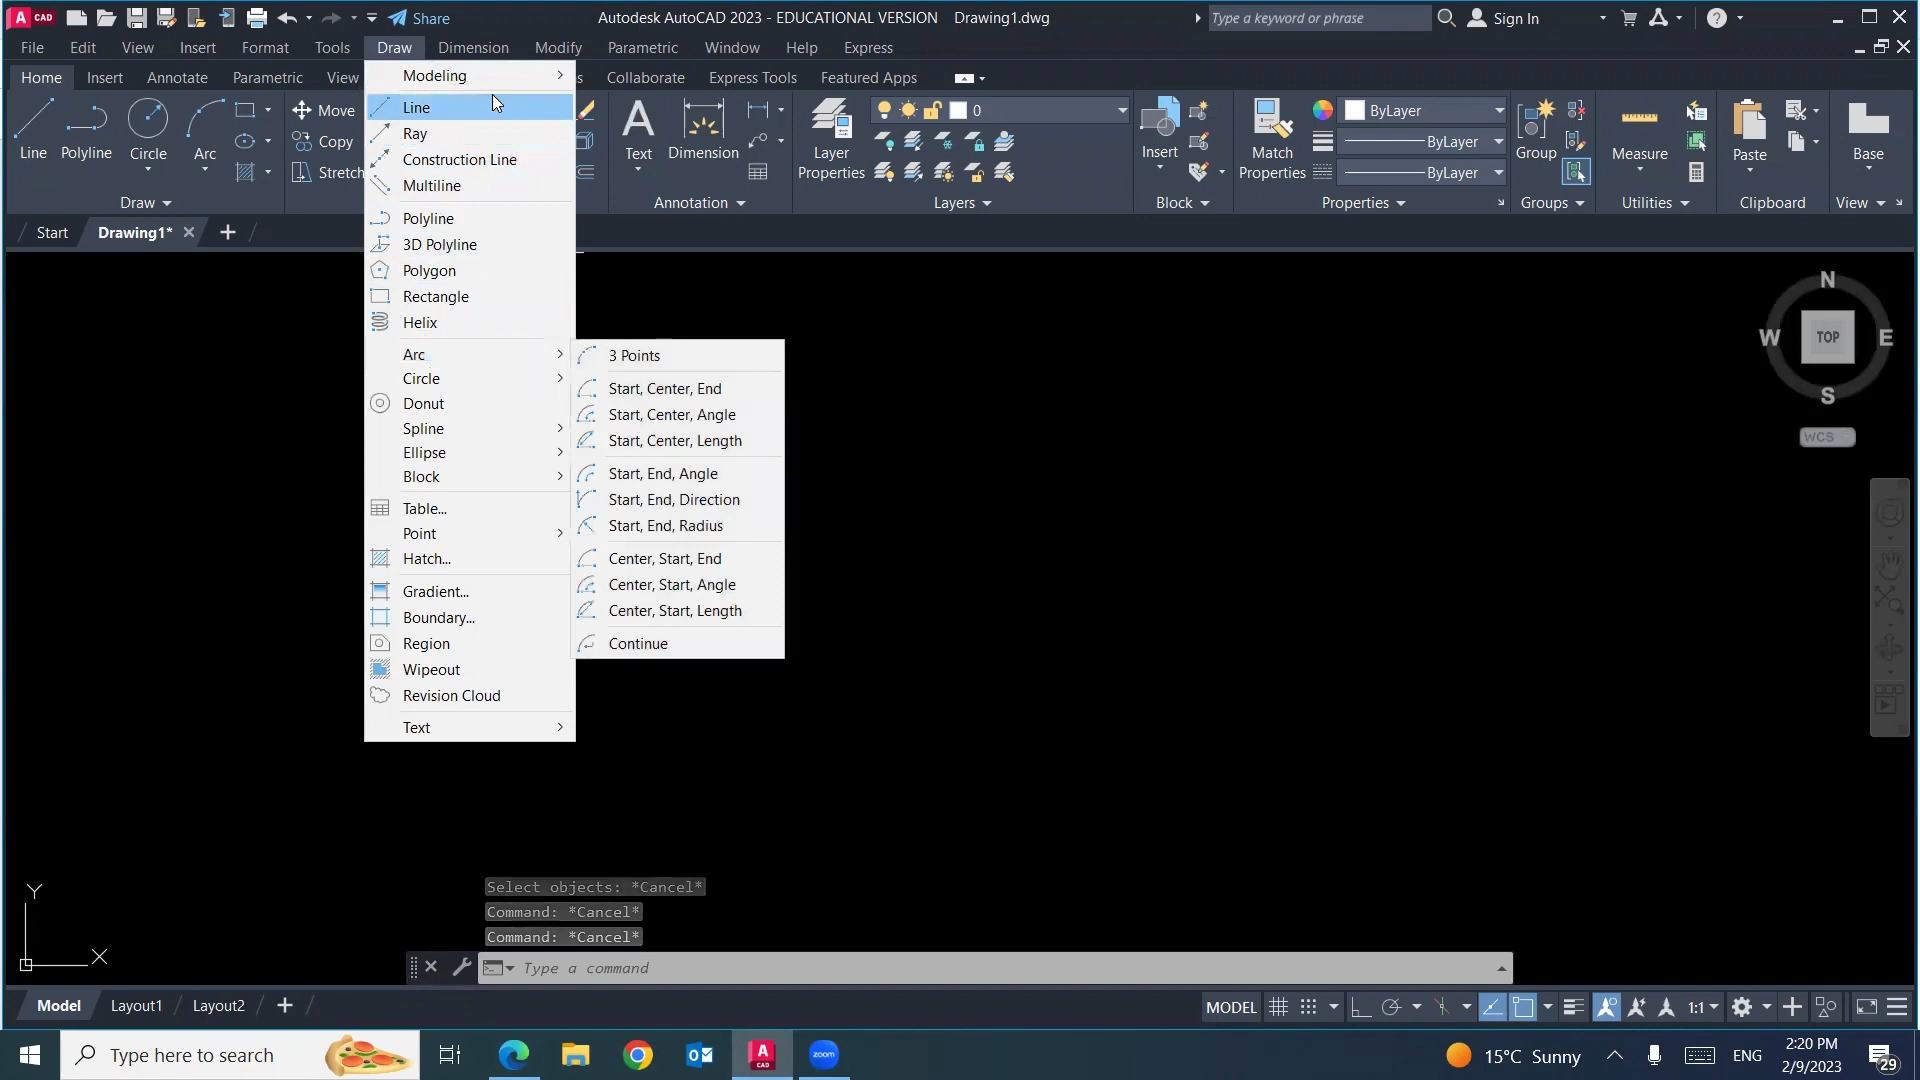 A CAD Share Autodesk AutoCAD 2023 - EDUCATIONAL VERSION Drawing1.dwg Type a keyword or phrase Sign In
File Edit View Insert Format Tools Draw Dimension Modify Parametric Window Help Express
Home Insert Annotate Parametric View s Collaborate Express Tools Featured Apps
Line Polyline Circle Arc
Move
Copy
Stretch
Text Dimension
Layer Properties
0
Insert
Match Properties
ByLayer
ByLayer
ByLayer
Group
Measure
Paste
Base
Draw Annotation Layers Block Properties Groups Utilities Clipboard View
Start Drawing1*
Modeling
Line
Ray
Construction Line
Multiline
Polyline
3D Polyline
Polygon
Rectangle
Helix
Arc
Circle
Donut
Spline
Ellipse
Block
Table...
Point
Hatch...
Gradient...
Boundary...
Region
Wipeout
Revision Cloud
Text
3 Points
Start, Center, End
Start, Center, Angle
Start, Center, Length
Start, End, Angle
Start, End, Direction
Start, End, Radius
Center, Start, End
Center, Start, Angle
Center, Start, Length
Continue
N
W TOP E
S
WCS
Y
X
Select objects: *Cancel*
Command: *Cancel*
Command: *Cancel*
Type a command
Model Layout1 Layout2
MODEL 1:1
Type here to search
A CAD
zoom
15°C Sunny
ENG
2:20 PM
2/9/2023
29